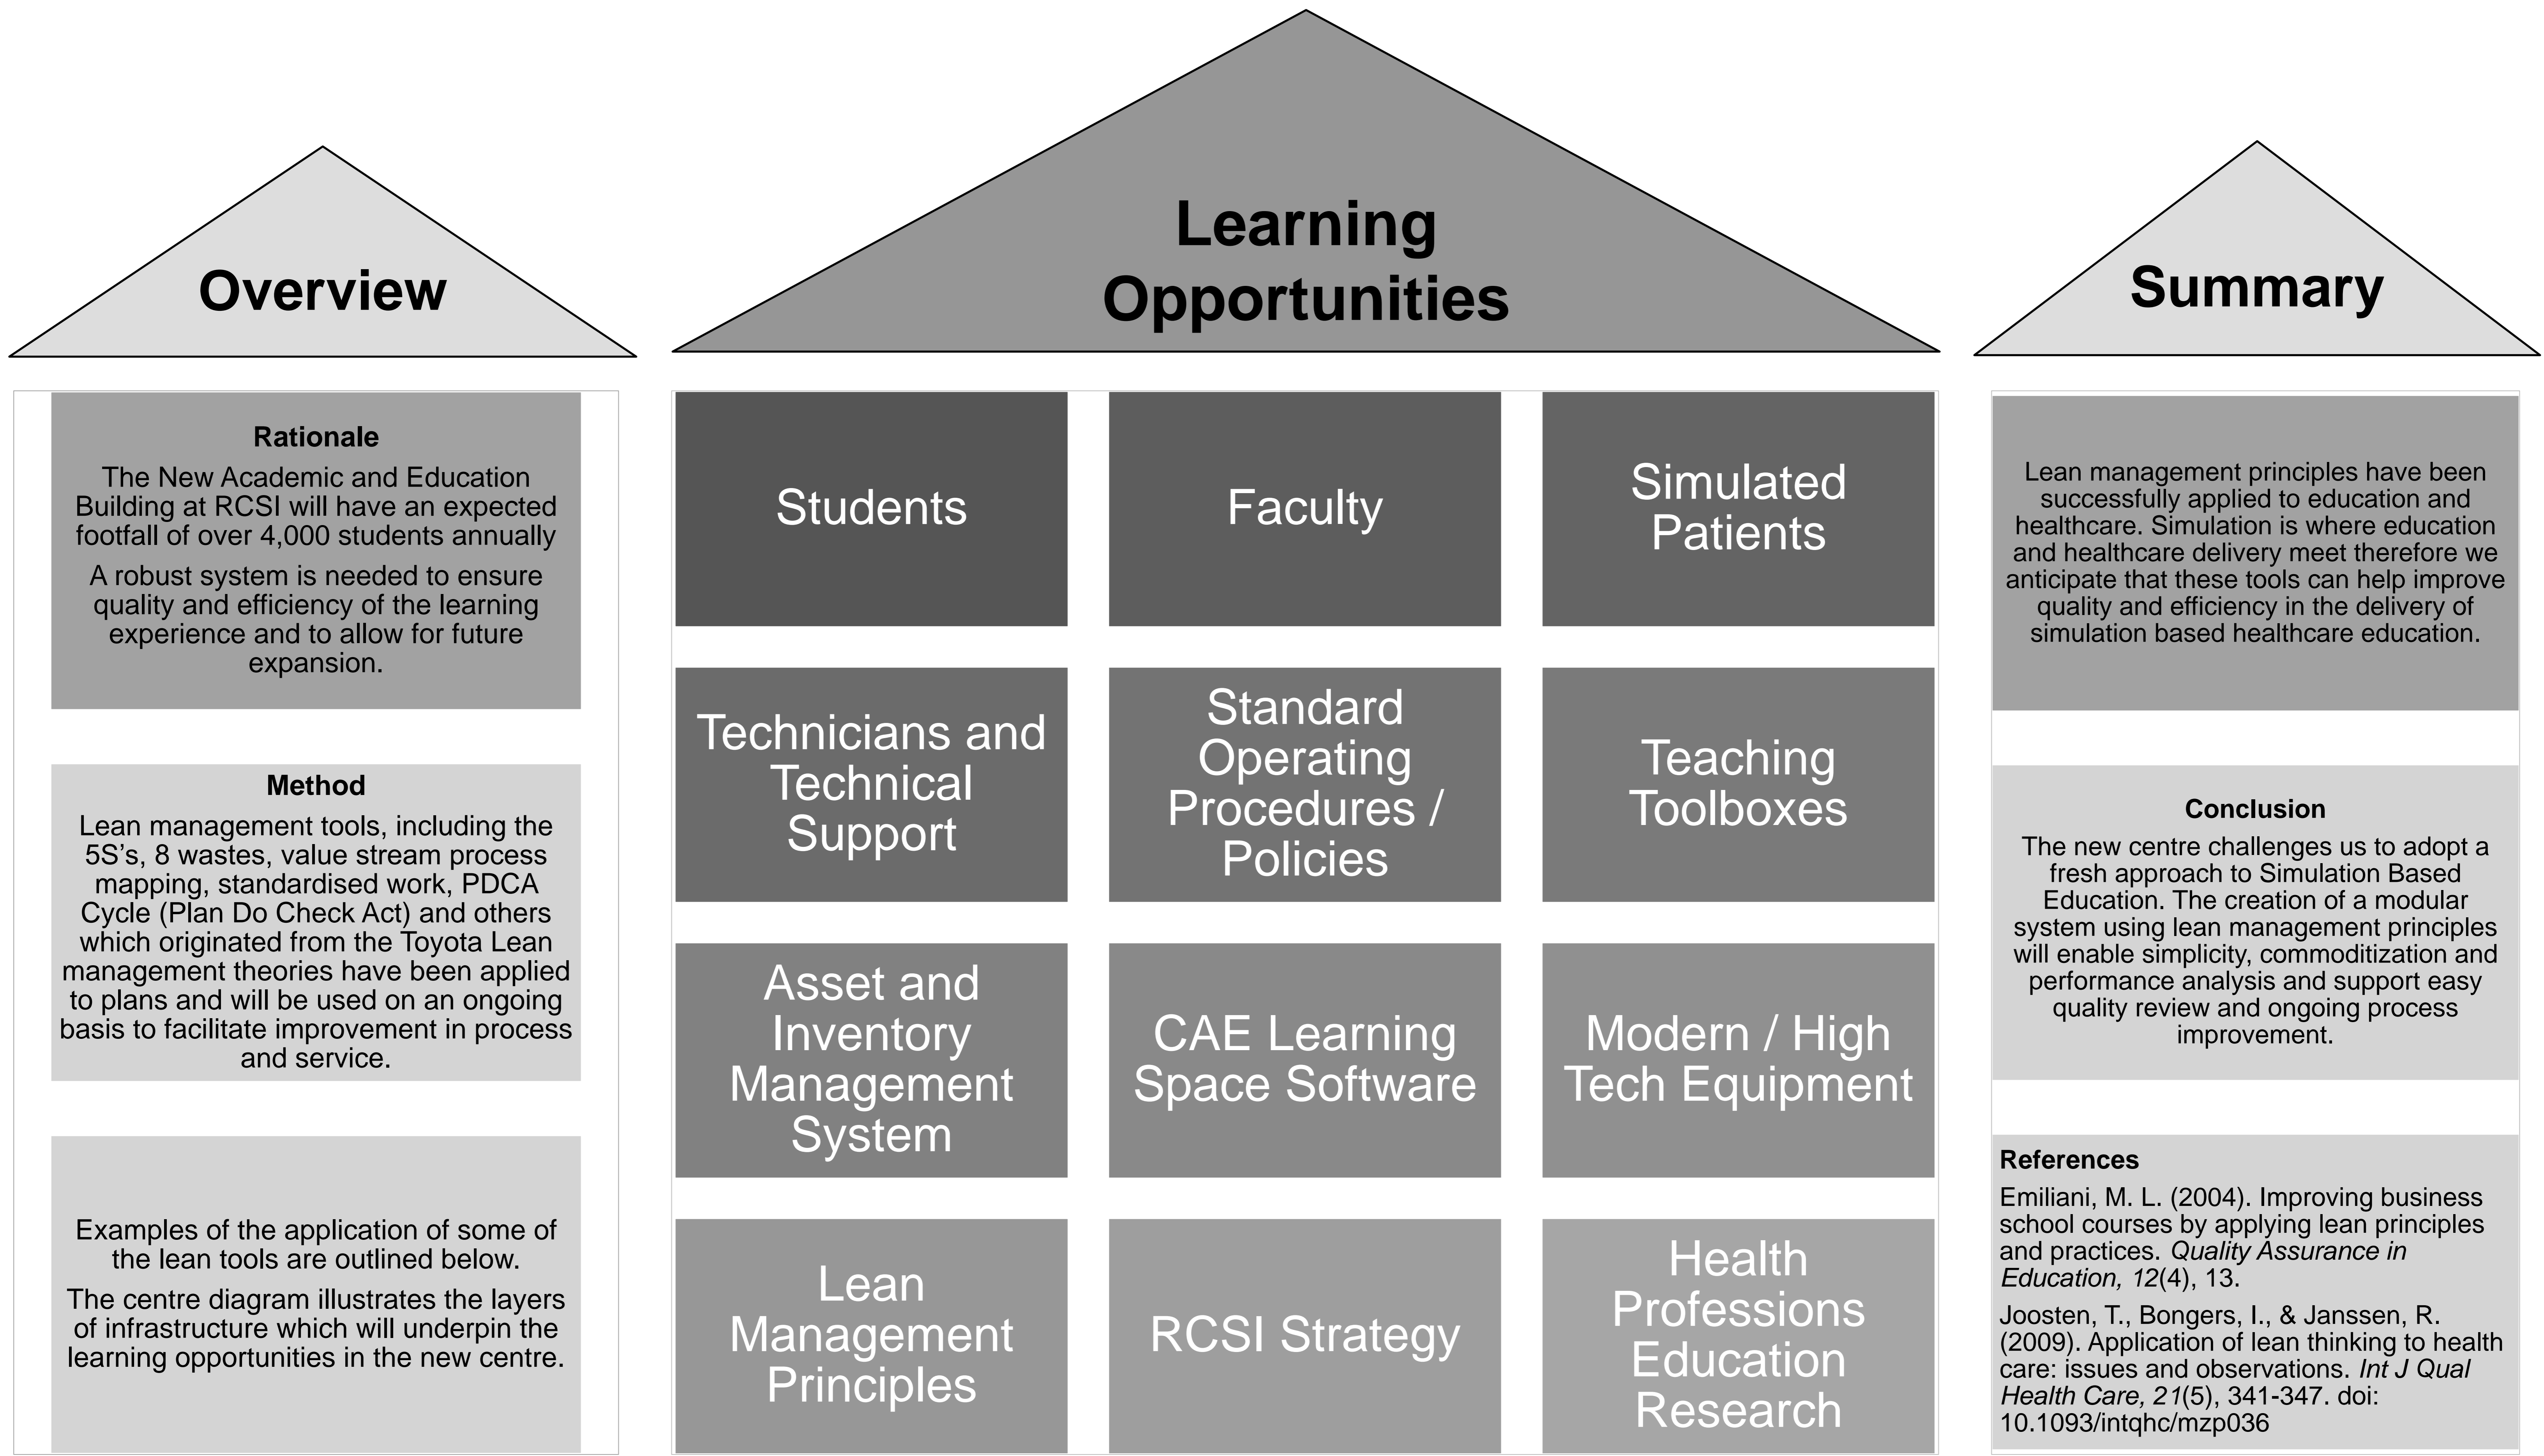 Overview
Rationale
The New Academic and Education
Building at RCSI will have an expected
footfall of over 4,000 students annually
A robust system is needed to ensure
quality and efficiency of the learning
experience and to allow for future
expansion.
Method
Lean management tools, including the
5S’s, 8 wastes, value stream process
mapping, standardised work, PDCA
Cycle (Plan Do Check Act) and others
which originated from the Toyota Lean
management theories have been applied
to plans and will be used on an ongoing
basis to facilitate improvement in process
and service.
Examples of the application of some of
the lean tools are outlined below.
The centre diagram illustrates the layers
of infrastructure which will underpin the
learning opportunities in the new centre.
Learning
Opportunities
Students
Faculty
Simulated
Patients
Technicians and
Technical
Support
Standard
Operating
Procedures /
Policies
Teaching
Toolboxes
Asset and
Inventory
Management
System
CAE Learning
Space Software
Modern / High
Tech Equipment
Lean
Management
Principles
RCSI Strategy
Health
Professions
Education
Research
Summary
Lean management principles have been
successfully applied to education and
healthcare. Simulation is where education
and healthcare delivery meet therefore we
anticipate that these tools can help improve
quality and efficiency in the delivery of
simulation based healthcare education.
Conclusion
The new centre challenges us to adopt a
fresh approach to Simulation Based
Education. The creation of a modular
system using lean management principles
will enable simplicity, commoditization and
performance analysis and support easy
quality review and ongoing process
improvement.
References
Emiliani, M. L. (2004). Improving business
school courses by applying lean principles
and practices. Quality Assurance in
Education, 12(4), 13.
Joosten, T., Bongers, I., & Janssen, R.
(2009). Application of lean thinking to health
care: issues and observations. Int J Qual
Health Care, 21(5), 341-347. doi:
10.1093/intqhc/mzp036